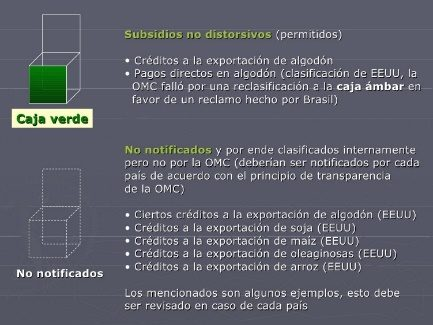 Subsidios no distorsivos (permitidos)
• Créditos a la exportación de algodón
• Pagos directos en algodón (clasificación de EEUU, la
OMC falló por una reclasificación a la caja ámbar en
favor de un reclamo hecho por Brasil)
Caja verde
No notificados y por ende clasificados internamente
pero no por la OMC (deberían ser notificados por cada
país de acuerdo con el principio de transparencia
de la OMC)
• Ciertos créditos a la exportación de algodón (EEUU)
• Créditos a la exportación de soja (EEUU)
• Créditos a la exportación de maíz (EEUU)
• Créditos a la exportación de oleaginosas (EEUU)
• Créditos a la exportación de arroz (EEUU)
No notificados
Los mencionados son algunos ejemplos, esto debe
ser revisado en caso de cada país